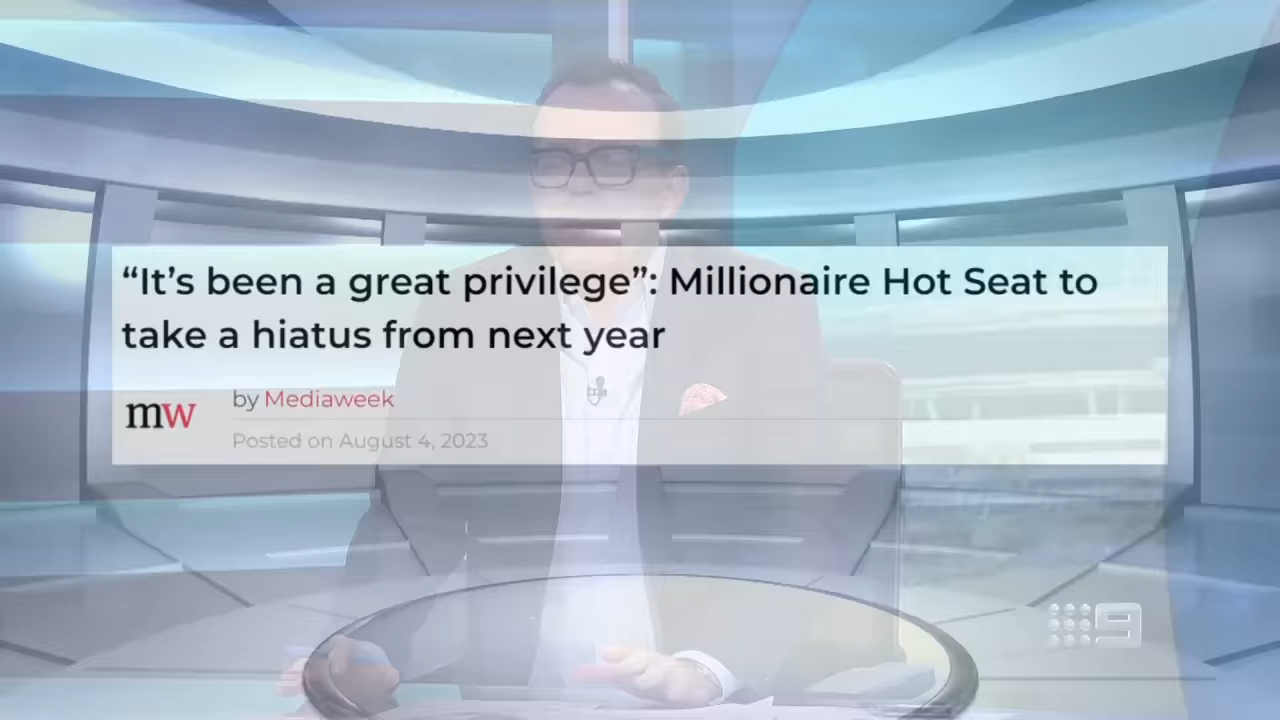 “It’s been a great privilege”: Millionaire Hot Seat to
take a hiatus from next year
mw
by Mediaweek
Posted on August 4, 2023
9